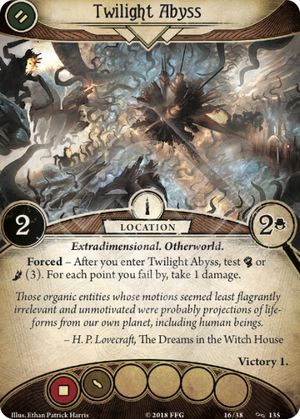 Twilight Abyss
2
LOCATION
2
Extradimensional. Otherworld.
Forced – After you enter Twilight Abyss, test
or
(3). For each point you fail by, take 1 damage.
Those organic entities whose motions seemed least flagrantly
irrelevant and unmotivated were probably projections of life-
forms from our own planet, including human beings.
– H. P. Lovecraft, The Dreams in the Witch House
Victory 1.
Illus. Ethan Patrick Harris
© 2018 FFG
16/38
135